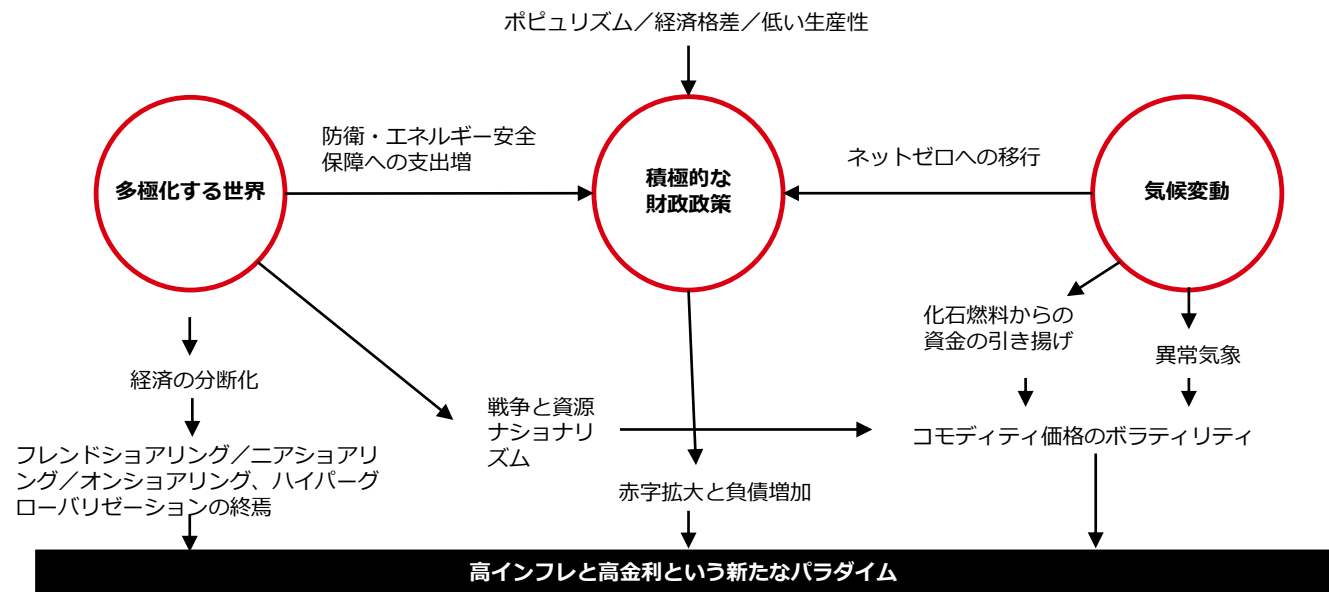 ポピュリズム／経済格差／低い生産性
防衛・エネルギー安全
保障への支出増
ネットゼロへの移行
多極化する世界
積極的な
財政政策
気候変動
化石燃料からの
資金の引き揚げ
異常気象
経済の分断化
戦争と資源
ナショナリ
ズム
コモディティ価格のボラティリティ
フレンドショアリング／ニアショアリ
ング／オンショアリング、ハイパーグ
ローバリゼーションの終焉
赤字拡大と負債増加
高インフレと高金利という新たなパラダイム